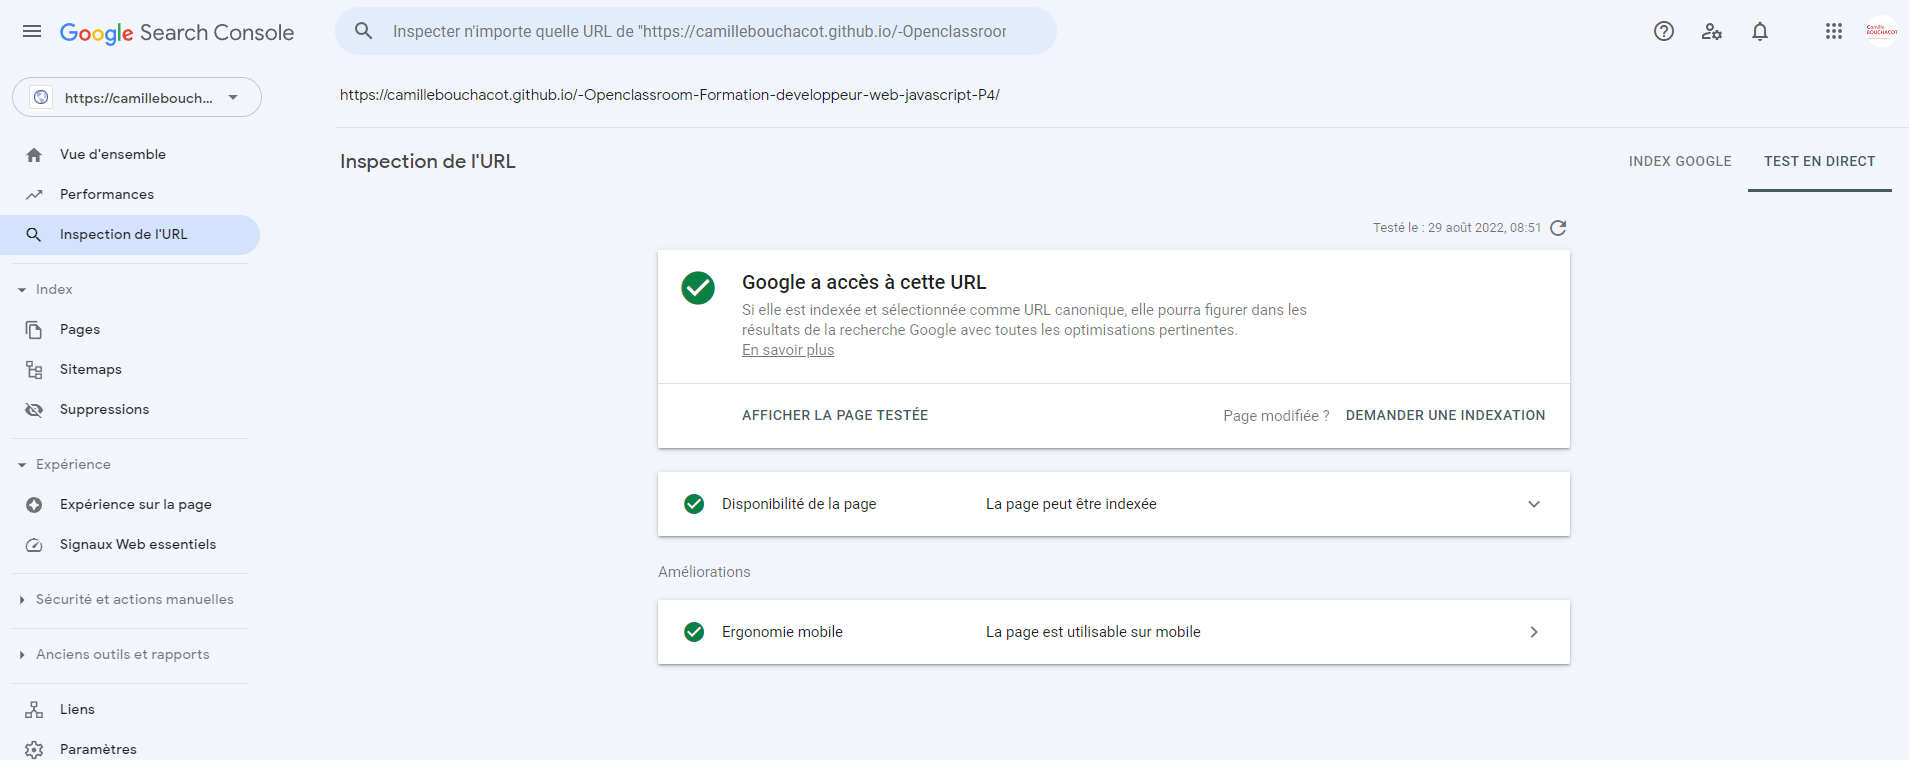 Google Search Console
Inspecter n'importe quelle URL de "https://camillebouchacot.github.io/-Openclassroor
Camille
BOUCHACOT
https://camillebouch...
https://camillebouchacot.github.io/-Openclassroom-Formation-developpeur-web-javascript-P4/
Vue d'ensemble
Performances
Inspection de l'URL
Index
Pages
Sitemaps
Suppressions
Expérience
Expérience sur la page
Signaux Web essentiels
Sécurité et actions manuelles
Anciens outils et rapports
Liens
Paramètres
Inspection de l'URL
INDEX GOOGLE
TEST EN DIRECT
Testé le : 29 août 2022, 08:51
Google a accès à cette URL
Si elle est indexée et sélectionnée comme URL canonique, elle pourra figurer dans les
résultats de la recherche Google avec toutes les optimisations pertinentes.
En savoir plus
AFFICHER LA PAGE TESTÉE
Page modifiée ? DEMANDER UNE INDEXATION
Disponibilité de la page
La page peut être indexée
Améliorations
Ergonomie mobile
La page est utilisable sur mobile